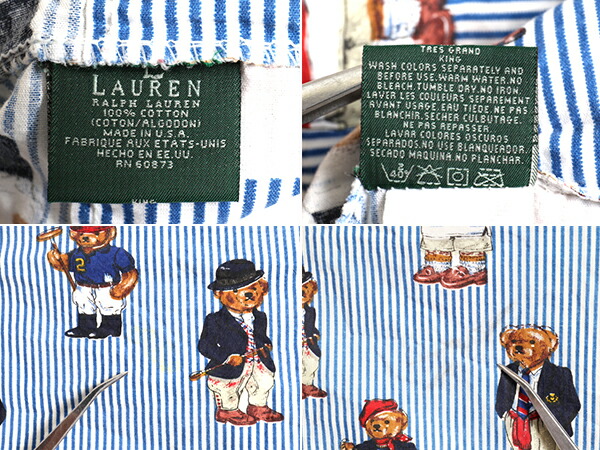 LAUREN
RALPH LAUREN
100% COTTON
(COTON/ALGODON)
MADE IN U.S.A.
FABRIQUE AUX ETATS-UNIS
HECHO EN EE.UU.
RN 60873
KING
TRES GRAND
KING
WASH COLORS SEPARATELY AND
BEFORE USE.WARM WATER.NO
BLEACH.TUMBLE DRY.NO IRON.
LAVER LES COULEURS SEPAREMENT
AVANT USAGE EAU TIEDE.NE PAS
BLANCHIR.SECHER CULBUTAGE.
NE PAS REPASSER.
LAVAR COLORES OSCUROS
SEPARADOS.NO USE BLANQUEADOR.
SECADO MAQUINA.NO PLANCHAR.
2